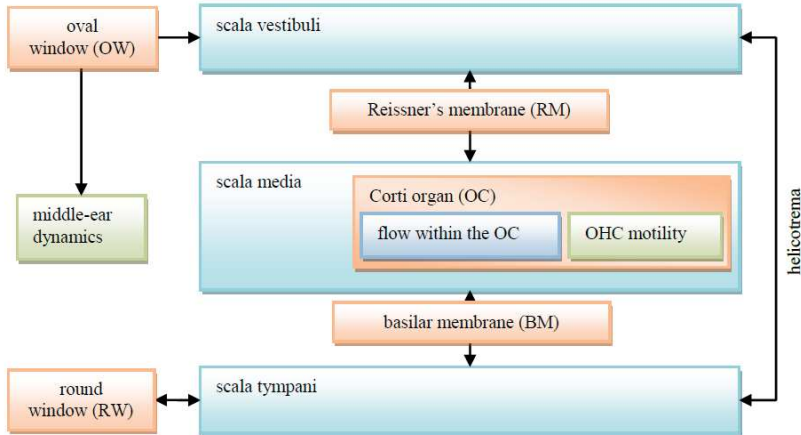 oval
window (OW)
scala vestibuli
Reissner's membrane (RM)
scala media
Corti organ (OC)
flow within the OC
OHC motility
middle-ear
dynamics
helicotrema
basilar membrane (BM)
round
window (RW)
scala tympani